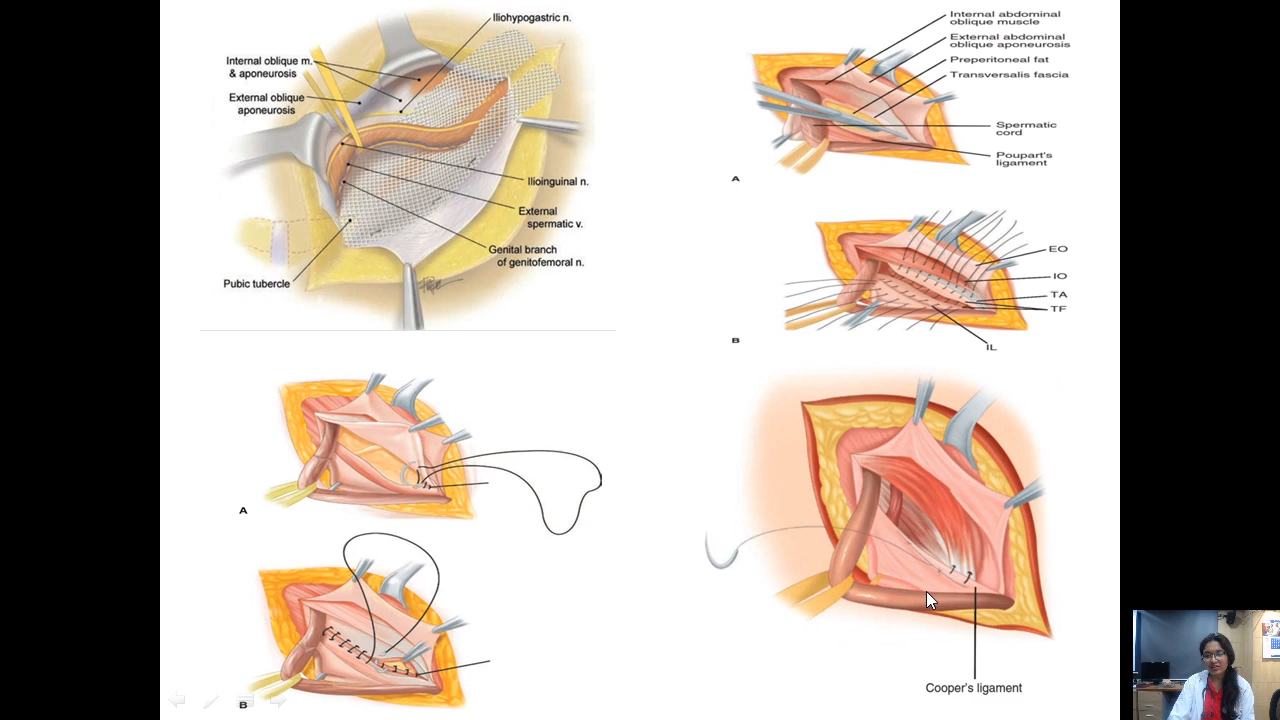 Iliohypogastric n.
Internal oblique m.
& aponeurosis
External oblique
aponeurosis
Ilioinguinal n.
External
spermatic v.
Genital branch
of genitofemoral n.
Pubic tubercle
Internal abdominal
oblique muscle
External abdominal
oblique aponeurosis
Preperitoneal fat
Transversalis fascia
Spermatic
cord
Poupart's
ligament
A
EO
IO
TA
TF
IL
B
A
B
Cooper's ligament